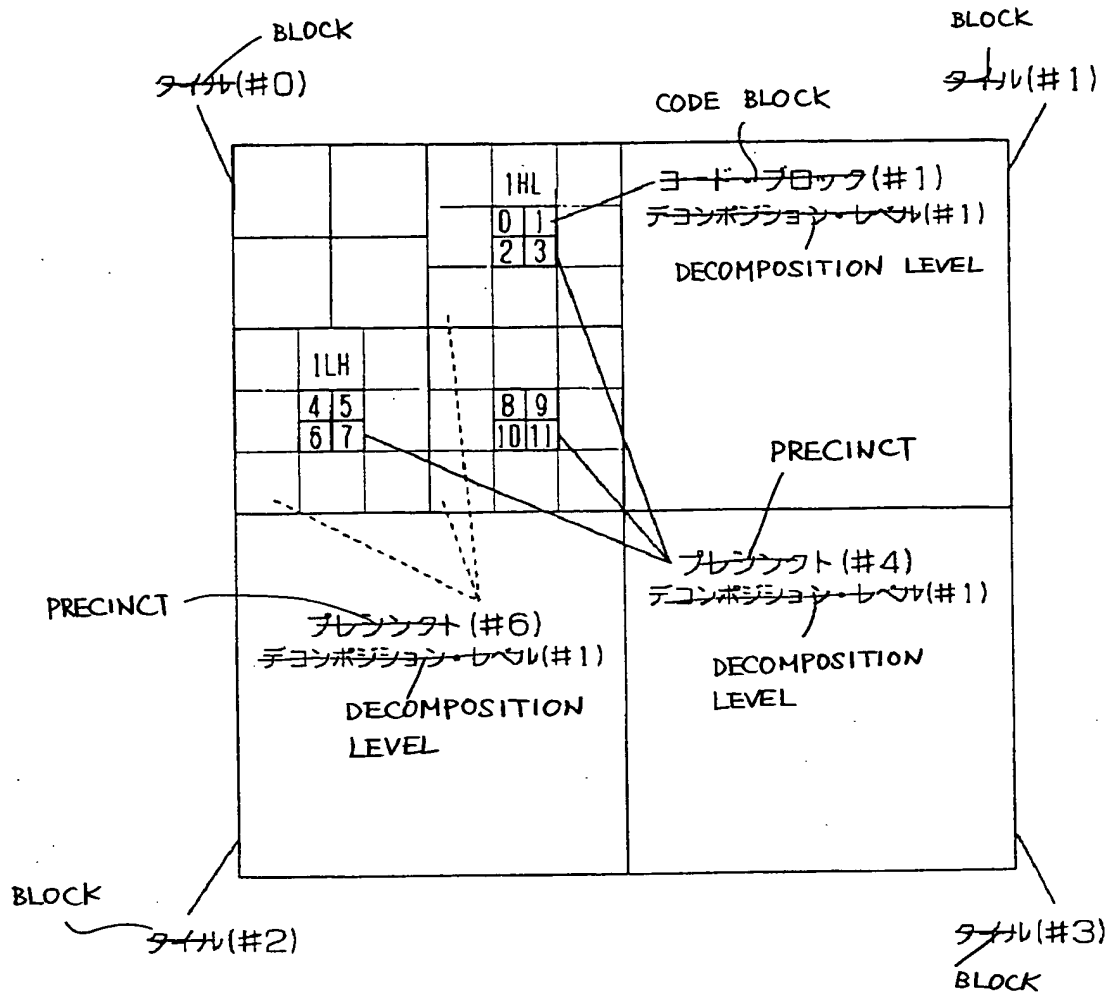 BLOCK
タイル(#0)
BLOCK
タイル(#1)
CODE BLOCK
コード・ブロック(#1)
デコンポジション・レベル(#1)
DECOMPOSITION LEVEL
1HL
0 1
2 3
1LH
4 5
6 7
8 9
10 11
PRECINCT
プレシンクト(#4)
デコンポジション・レベル(#1)
DECOMPOSITION
LEVEL
PRECINCT
プレシンクト(#6)
デコンポジション・レベル(#1)
DECOMPOSITION
LEVEL
BLOCK
タイル(#2)
タイル(#3)
BLOCK